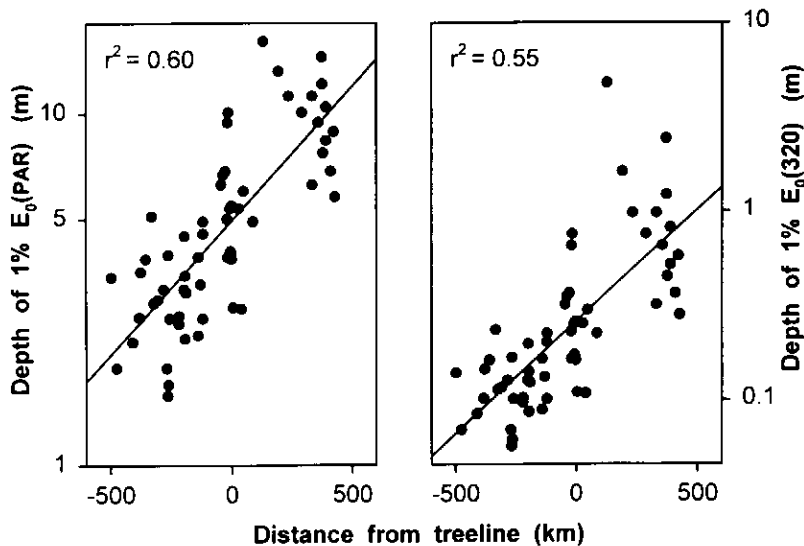 r² = 0.60
Depth of 1% E₀(PAR) (m)
10
5
1
-500 0 500
r² = 0.55
10
1
0.1
Depth of 1% E₀(320) (m)
-500 0 500
Distance from treeline (km)